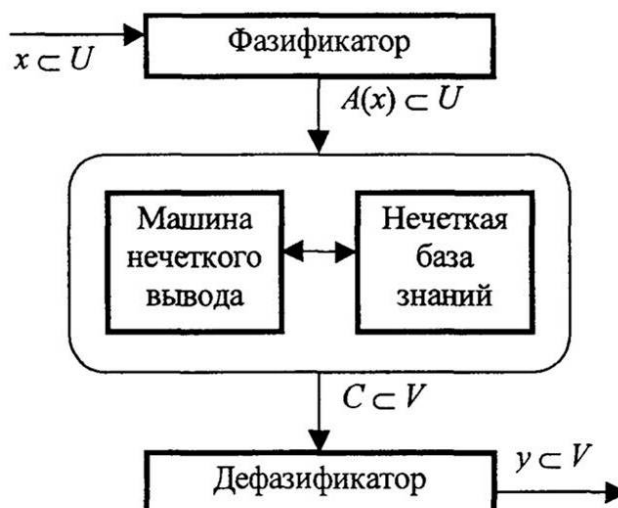 Фазификатор
x ⊂ U
A(x) ⊂ U
Машина
нечеткого
вывода
Нечеткая
база
знаний
C ⊂ V
Дефазификатор
y ⊂ V